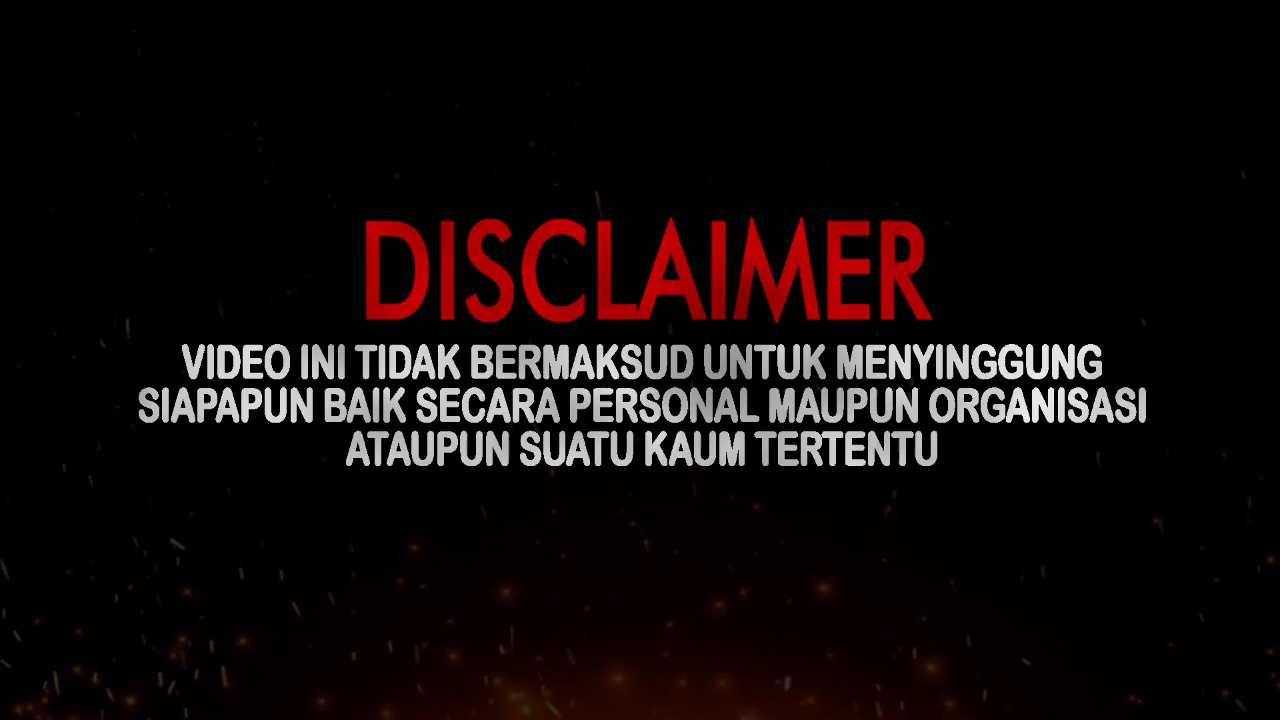 DISCLAIMER
VIDEO INI TIDAK BERMAKSUD UNTUK MENYINGGUNG
SIAPAPUN BAIK SECARA PERSONAL MAUPUN ORGANISASI
ATAUPUN SUATU KAUM TERTENTU